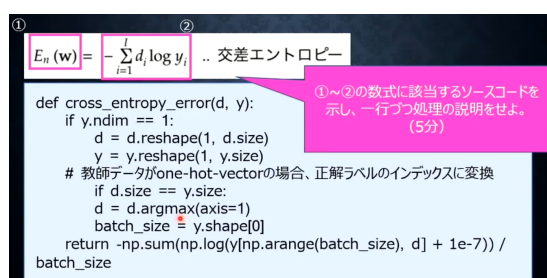 ① ②
Eₙ(w) = -∑ᵢ₌₁ᴵ dᵢ log yᵢ .. 交差エントロピー
①~②の数式に該当するソースコードを
示し、一行づつ処理の説明をせよ。
(5分)
def cross_entropy_error(d, y):
if y.ndim == 1:
d = d.reshape(1, d.size)
y = y.reshape(1, y.size)
# 教師データがone-hot-vectorの場合、正解ラベルのインデックスに変換
if d.size == y.size:
d = d.argmax(axis=1)
batch_size = y.shape[0]
return -np.sum(np.log(y[np.arange(batch_size), d] + 1e-7)) /
batch_size